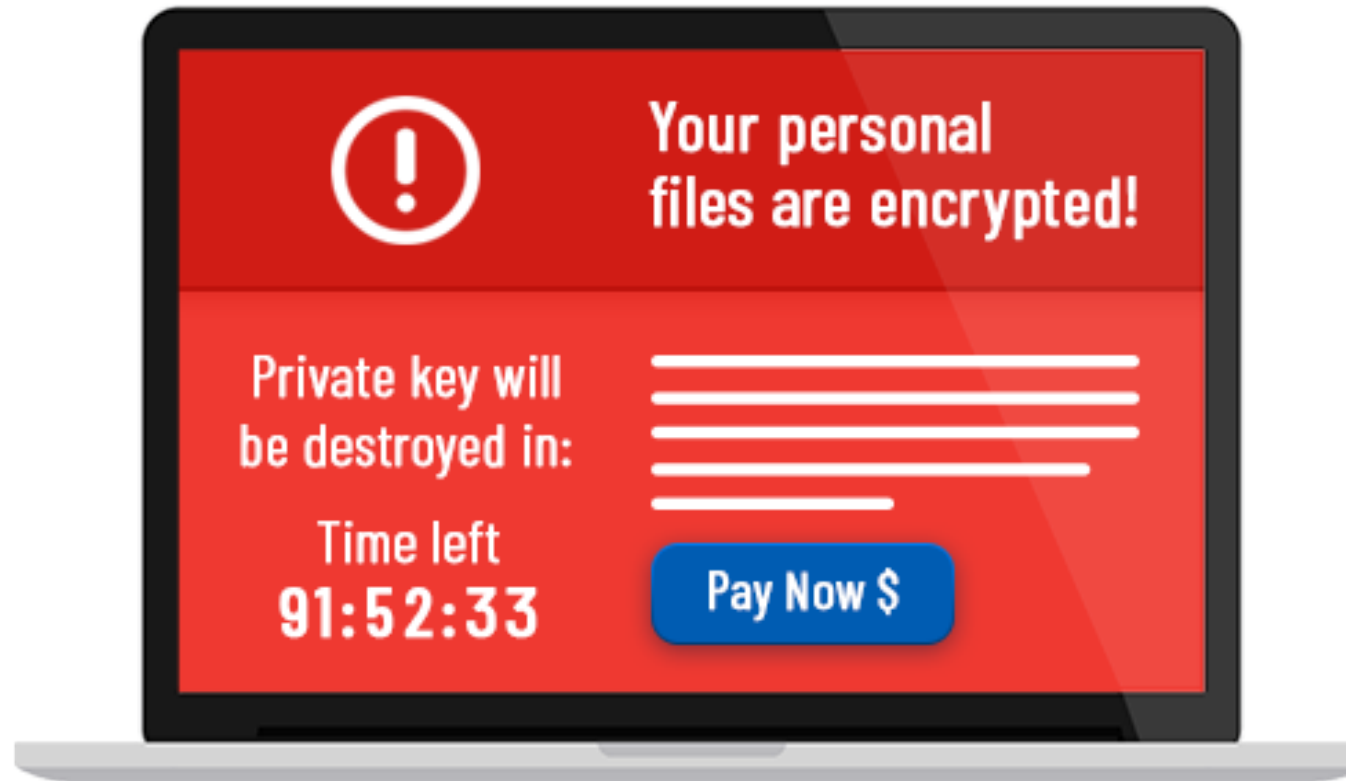 Your personal
files are encrypted!
Private key will
be destroyed in:
Time left
91:52:33
Pay Now $